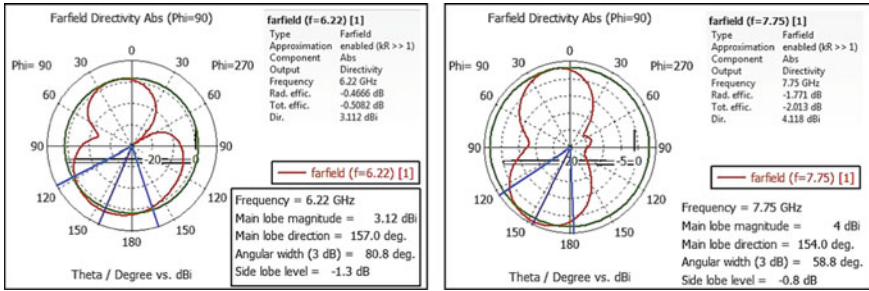 Farfield Directivity Abs (Phi=90)
farfield (f=6.22) [1]
Type Farfield
Approximation enabled (kR >> 1)
Component Abs
Output Directivity
Frequency 6.22 GHz
Rad. effic. -0.4666 dB
Tot. effic. -0.5082 dB
Dir. 3.112 dBi
0
30 30
Phi= 90 Phi=270
60 60
90 90
-20 0
120 120
150 150
180
farfield (f=6.22) [1]
Frequency = 6.22 GHz
Main lobe magnitude = 3.12 dBi
Main lobe direction = 157.0 deg.
Angular width (3 dB) = 80.8 deg.
Side lobe level = -1.3 dB
Theta / Degree vs. dBi
Farfield Directivity Abs (Phi=90)
farfield (f=7.75) [1]
Type Farfield
Approximation enabled (kR >> 1)
Component Abs
Output Directivity
Frequency 7.75 GHz
Rad. effic. -1.771 dB
Tot. effic. -2.013 dB
Dir. 4.118 dBi
0
30 30
Phi= 90 Phi=270
60 60
90 90
-20 -5 0
120 120
150 150
180
farfield (f=7.75) [1]
Frequency = 7.75 GHz
Main lobe magnitude = 4 dBi
Main lobe direction = 154.0 deg.
Angular width (3 dB) = 58.8 deg.
Side lobe level = -0.8 dB
Theta / Degree vs. dBi